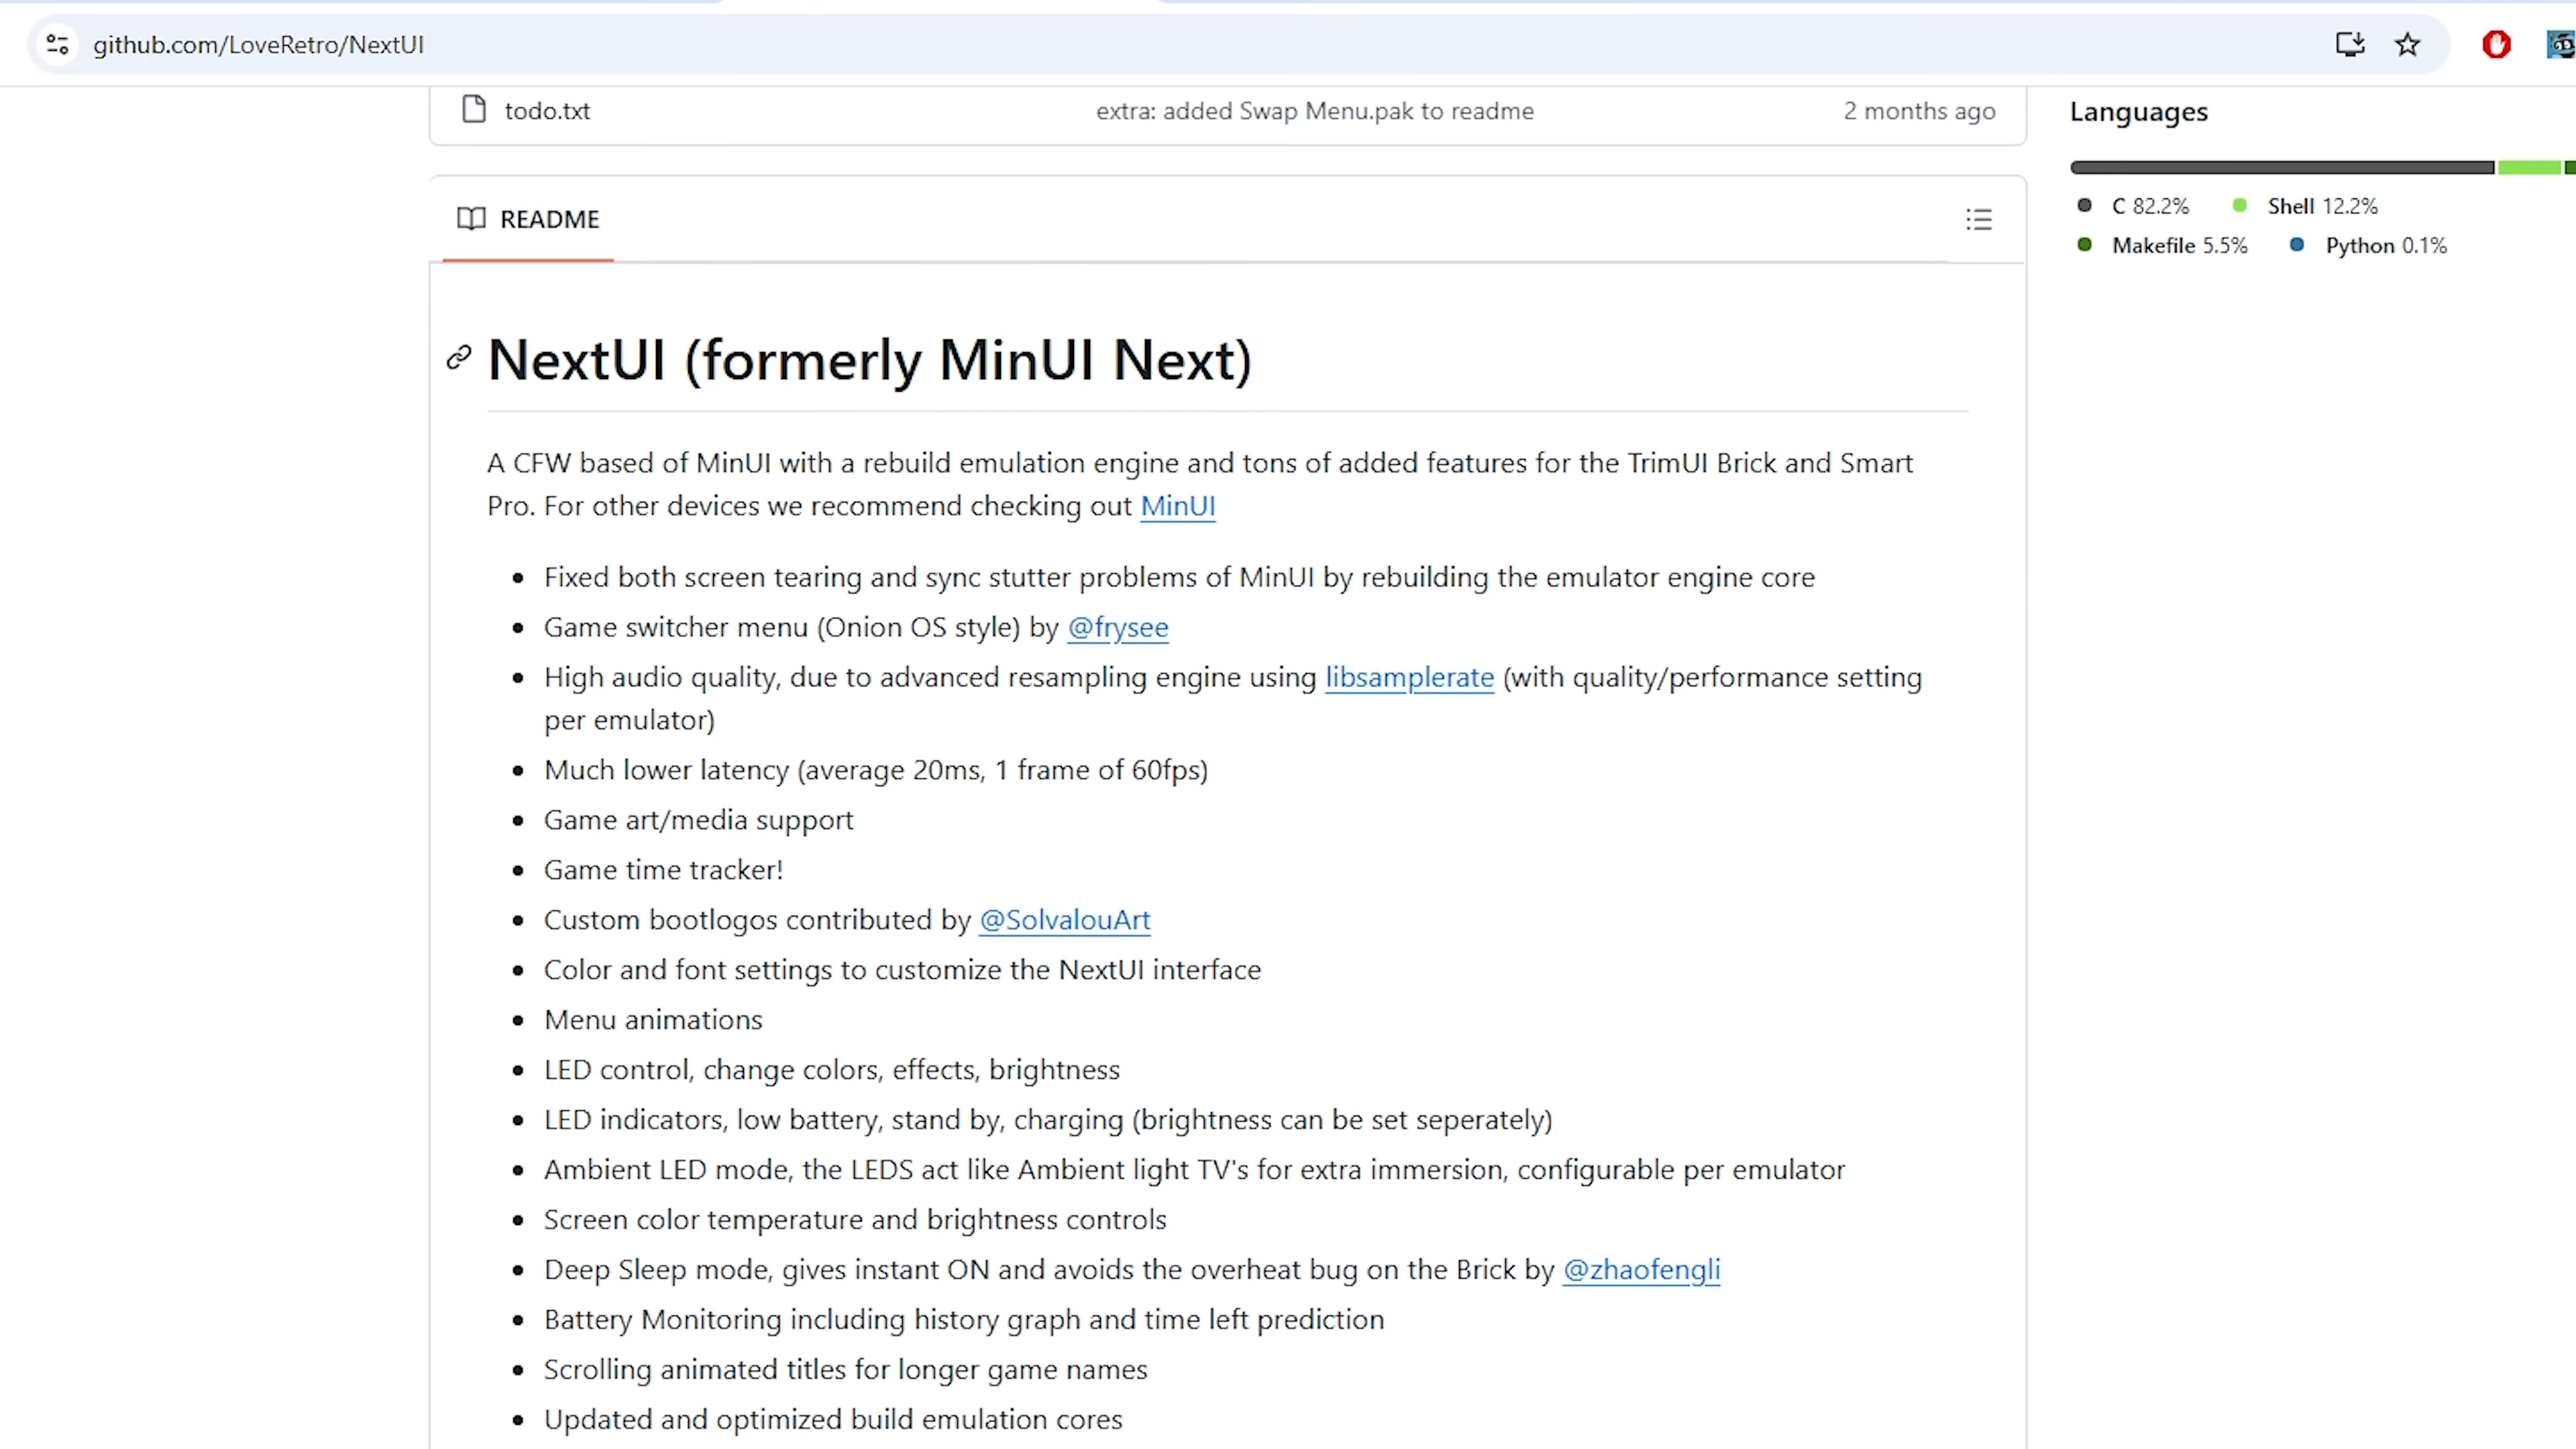 github.com/LoveRetro/NextUI
todo.txt extra: added Swap Menu.pak to readme 2 months ago
Languages
C 82.2% Shell 12.2%
Makefile 5.5% Python 0.1%
README
NextUI (formerly MinUI Next)
A CFW based of MinUI with a rebuild emulation engine and tons of added features for the TrimUI Brick and Smart
Pro. For other devices we recommend checking out MinUI
Fixed both screen tearing and sync stutter problems of MinUI by rebuilding the emulator engine core
Game switcher menu (Onion OS style) by @frysee
High audio quality, due to advanced resampling engine using libsamplerate (with quality/performance setting
per emulator)
Much lower latency (average 20ms, 1 frame of 60fps)
Game art/media support
Game time tracker!
Custom bootlogos contributed by @SolvalouArt
Color and font settings to customize the NextUI interface
Menu animations
LED control, change colors, effects, brightness
LED indicators, low battery, stand by, charging (brightness can be set seperately)
Ambient LED mode, the LEDS act like Ambient light TV's for extra immersion, configurable per emulator
Screen color temperature and brightness controls
Deep Sleep mode, gives instant ON and avoids the overheat bug on the Brick by @zhaofengli
Battery Monitoring including history graph and time left prediction
Scrolling animated titles for longer game names
Updated and optimized build emulation cores